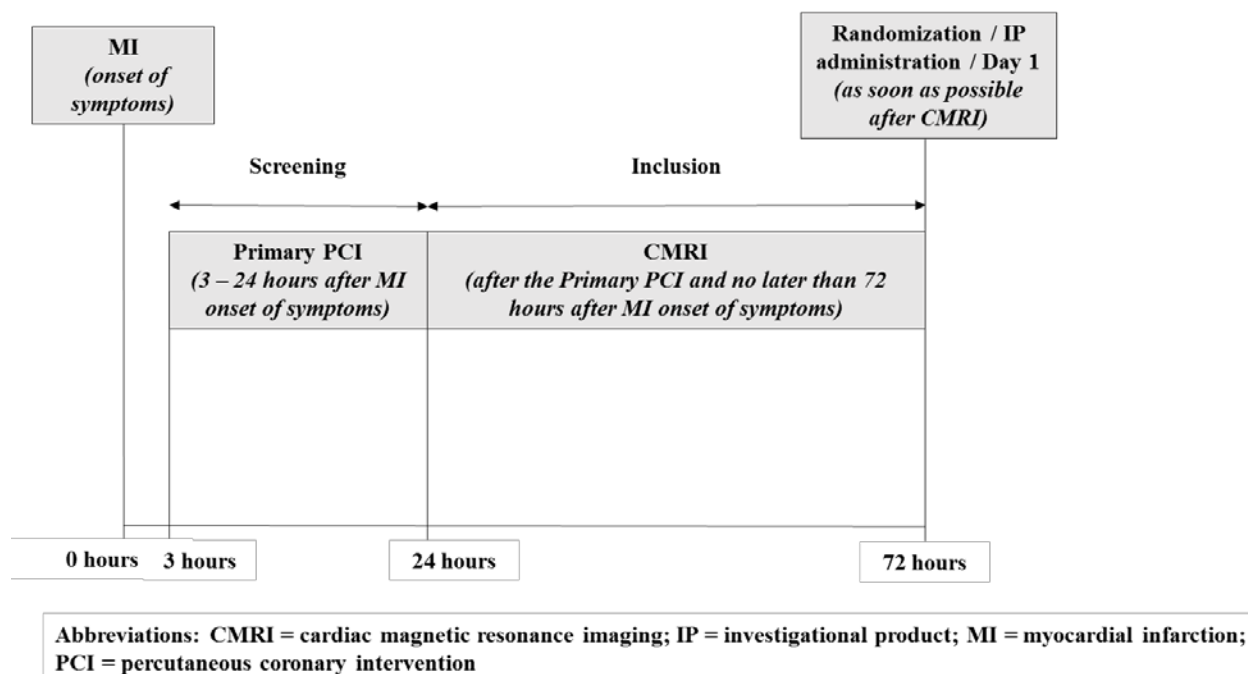 MI
(onset of
symptoms)
Randomization / IP
administration / Day 1
(as soon as possible
after CMRI)
Screening
Inclusion
Primary PCI
(3 – 24 hours after MI
onset of symptoms)
CMRI
(after the Primary PCI and no later than 72
hours after MI onset of symptoms)
0 hours
3 hours
24 hours
72 hours
Abbreviations: CMRI = cardiac magnetic resonance imaging; IP = investigational product; MI = myocardial infarction;
PCI = percutaneous coronary intervention